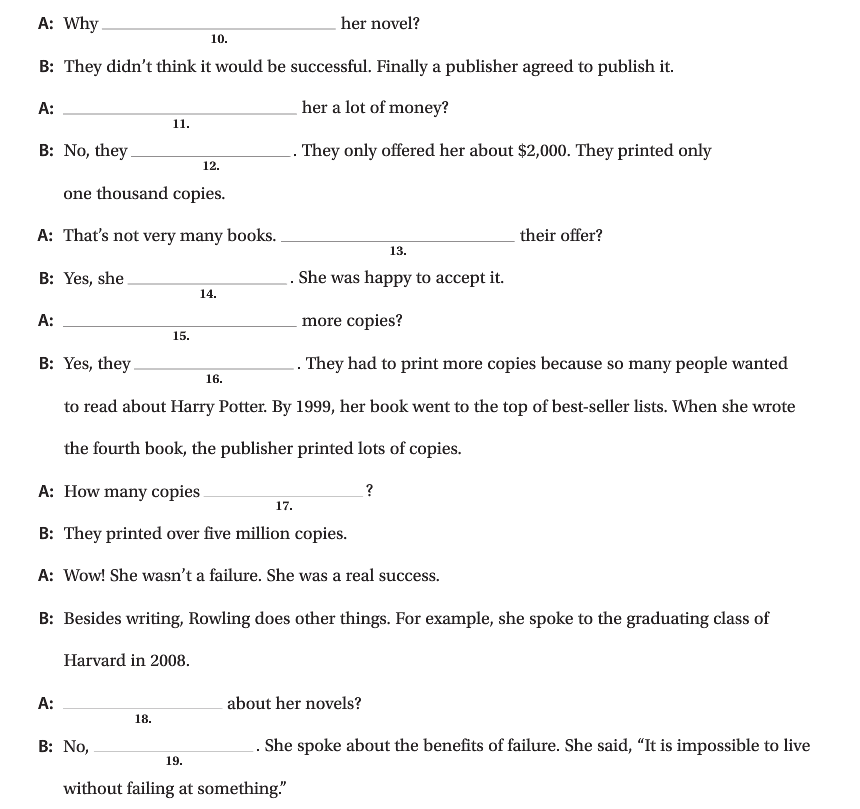 A: Why ____________________ her novel?
10.
B: They didn’t think it would be successful. Finally a publisher agreed to publish it.
A: ____________________ her a lot of money?
11.
B: No, they ______________. They only offered her about $2,000. They printed only
12.
one thousand copies.
A: That’s not very many books. ____________________ their offer?
13.
B: Yes, she ______________. She was happy to accept it.
14.
A: ____________________ more copies?
15.
B: Yes, they ______________. They had to print more copies because so many people wanted
16.
to read about Harry Potter. By 1999, her book went to the top of best-seller lists. When she wrote
the fourth book, the publisher printed lots of copies.
A: How many copies ______________?
17.
B: They printed over five million copies.
A: Wow! She wasn’t a failure. She was a real success.
B: Besides writing, Rowling does other things. For example, she spoke to the graduating class of
Harvard in 2008.
A: ______________ about her novels?
18.
B: No, ______________. She spoke about the benefits of failure. She said, “It is impossible to live
19.
without failing at something.”